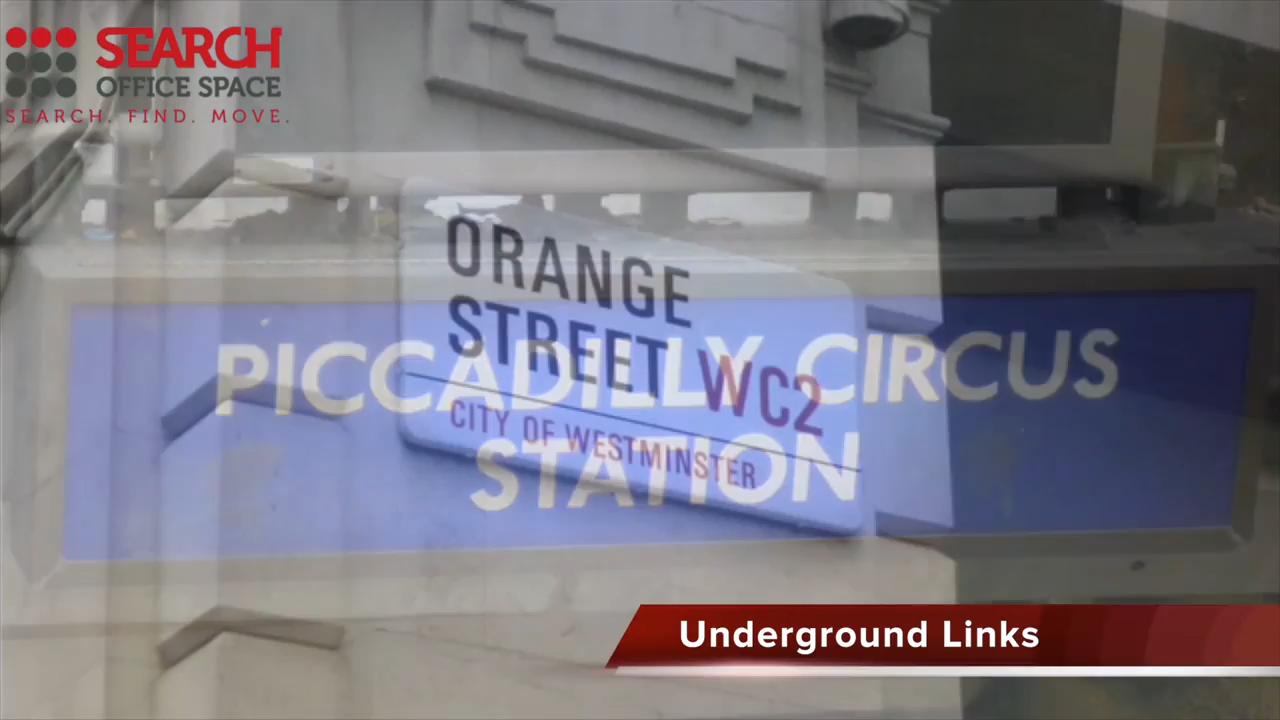 SEARCH
OFFICE SPACE
SEARCH. FIND. MOVE.
ORANGE
STREET WC2
CITY OF WESTMINSTER
PICCADILLY CIRCUS
STATION
Underground Links